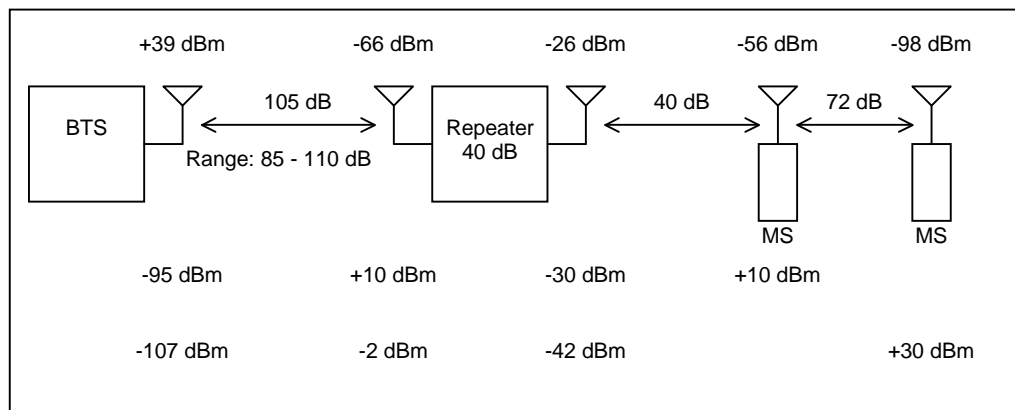 +39 dBm -66 dBm -26 dBm -56 dBm -98 dBm
105 dB 40 dB 72 dB
BTS Repeater
40 dB
Range: 85 - 110 dB
MS MS
-95 dBm +10 dBm -30 dBm +10 dBm
-107 dBm -2 dBm -42 dBm +30 dBm